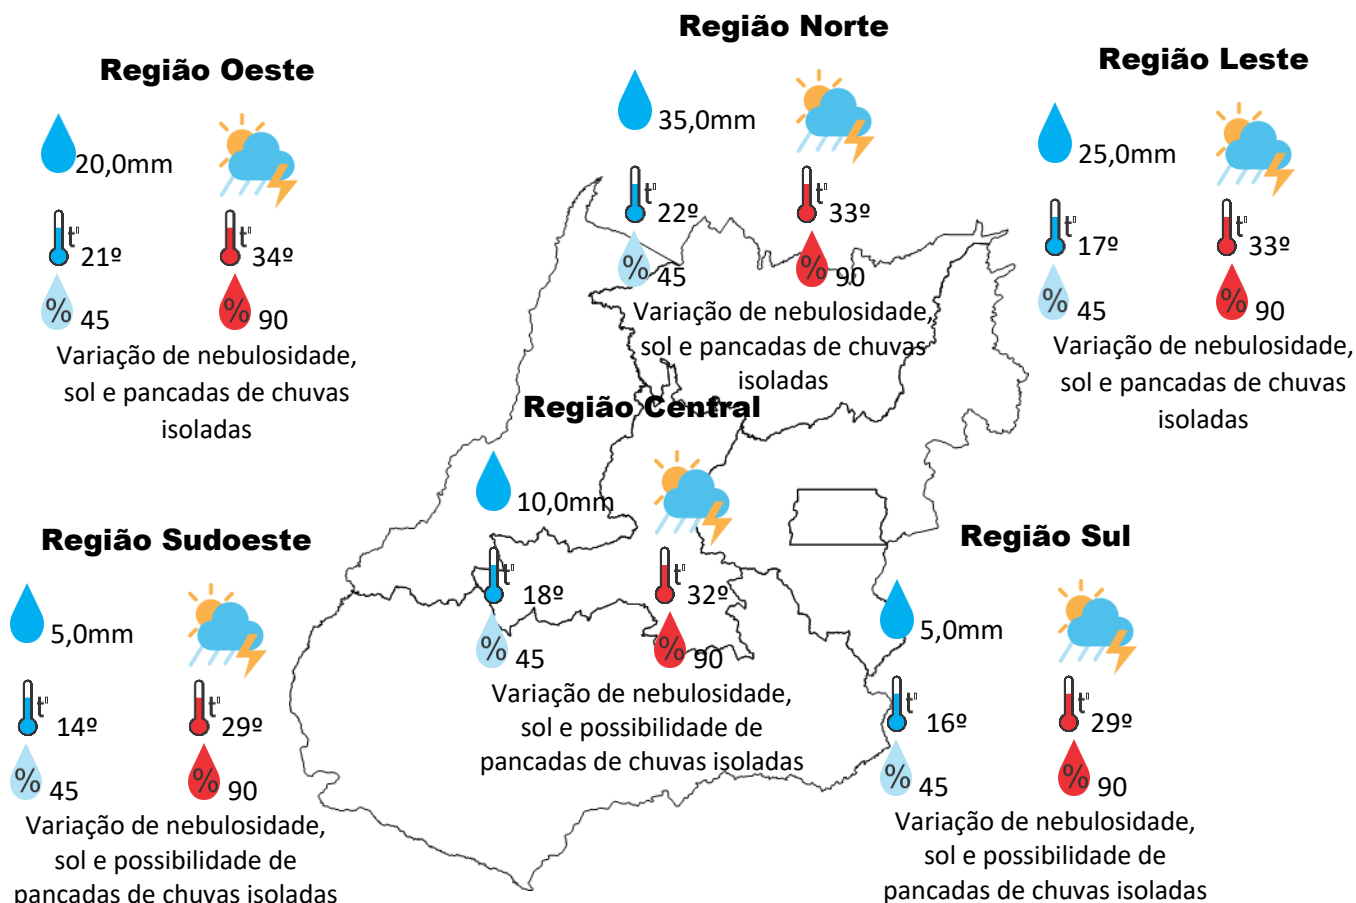 Região Norte
35,0mm
t°
22º
t°
33º
%
45
%
90
Variação de nebulosidade,
sol e pancadas de chuvas
isoladas
Região Oeste
20,0mm
t°
21º
t°
34º
%
45
%
90
Variação de nebulosidade,
sol e pancadas de chuvas
isoladas
Região Leste
25,0mm
t°
17º
t°
33º
%
45
%
90
Variação de nebulosidade,
sol e pancadas de chuvas
isoladas
Região Central
10,0mm
t°
18º
t°
32º
%
45
%
90
Variação de nebulosidade,
sol e possibilidade de
pancadas de chuvas isoladas
Região Sudoeste
5,0mm
t°
14º
t°
29º
%
45
%
90
Variação de nebulosidade,
sol e possibilidade de
pancadas de chuvas isoladas
Região Sul
5,0mm
t°
16º
t°
29º
%
45
%
90
Variação de nebulosidade,
sol e possibilidade de
pancadas de chuvas isoladas